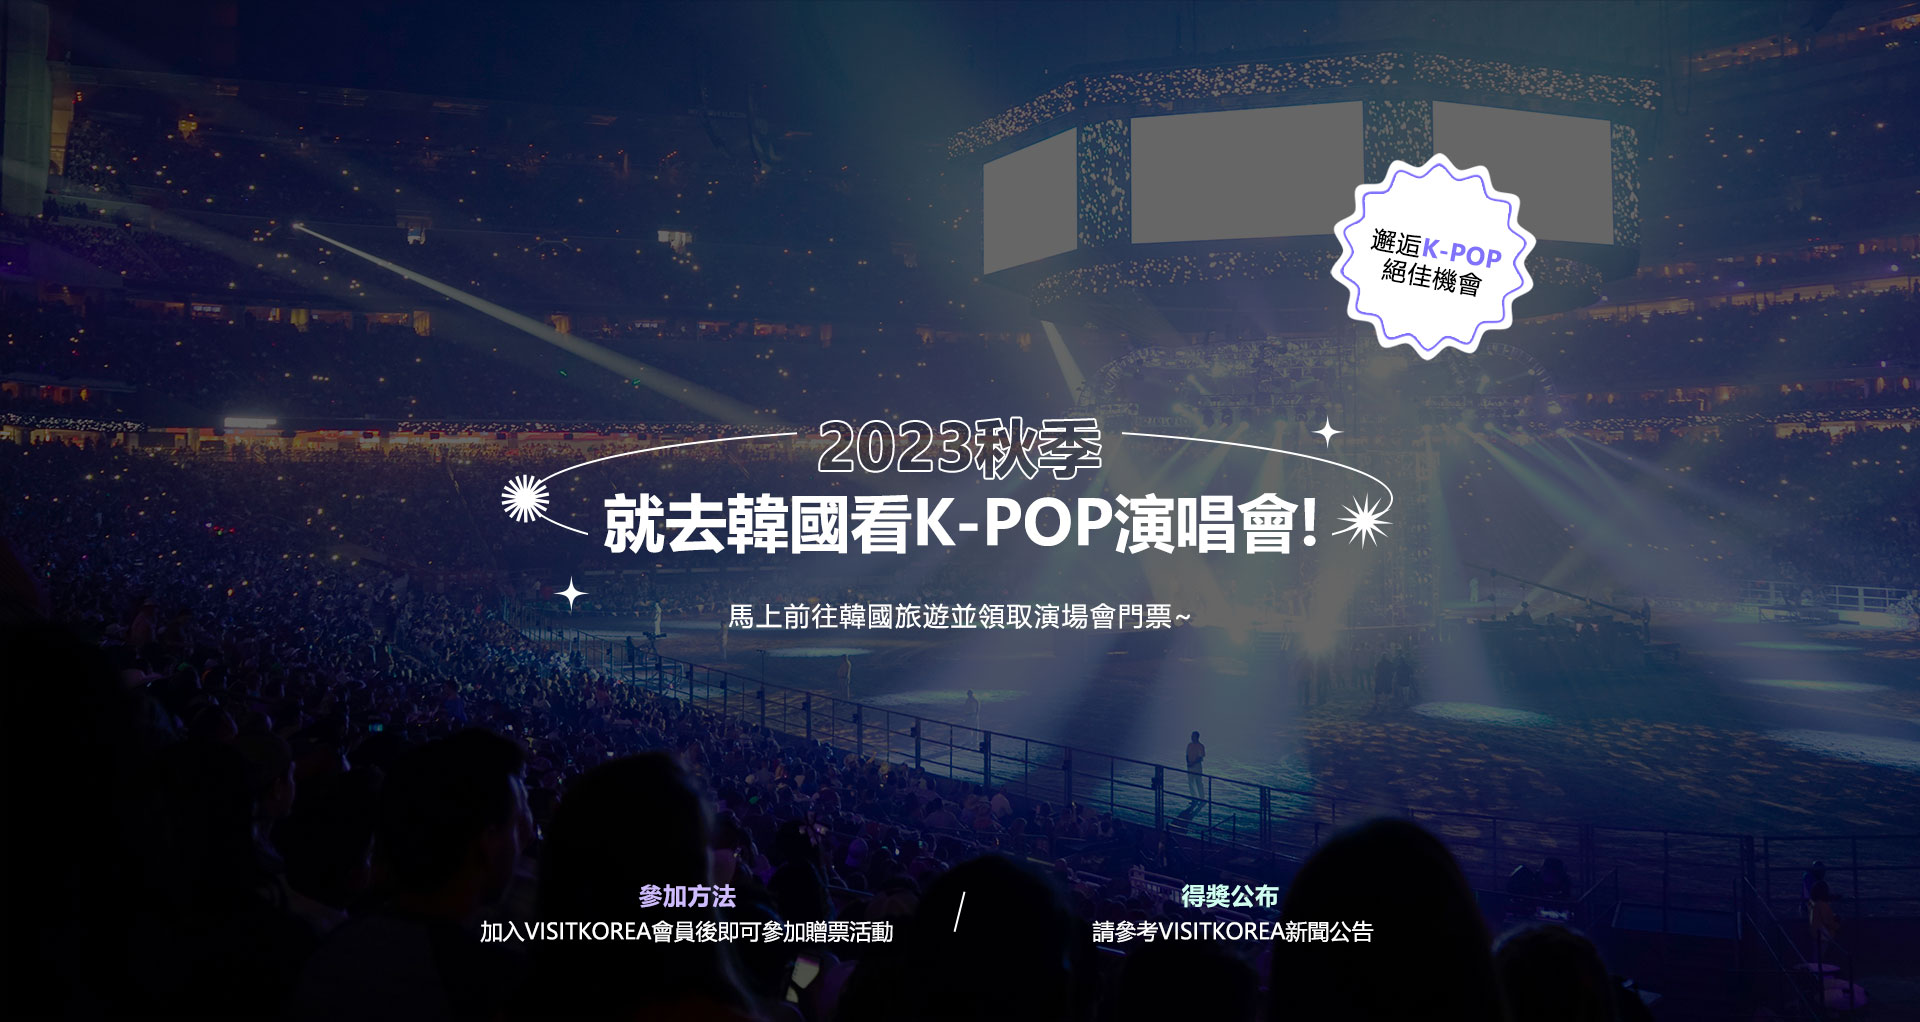 邂逅K-POP
絕佳機會
2023秋季
就去韓國看K-POP演唱會!
馬上前往韓國旅遊並領取演場會門票~
參加方法
加入VISITKOREA會員後即可參加贈票活動
/
得獎公布
請參考VISITKOREA新聞公告